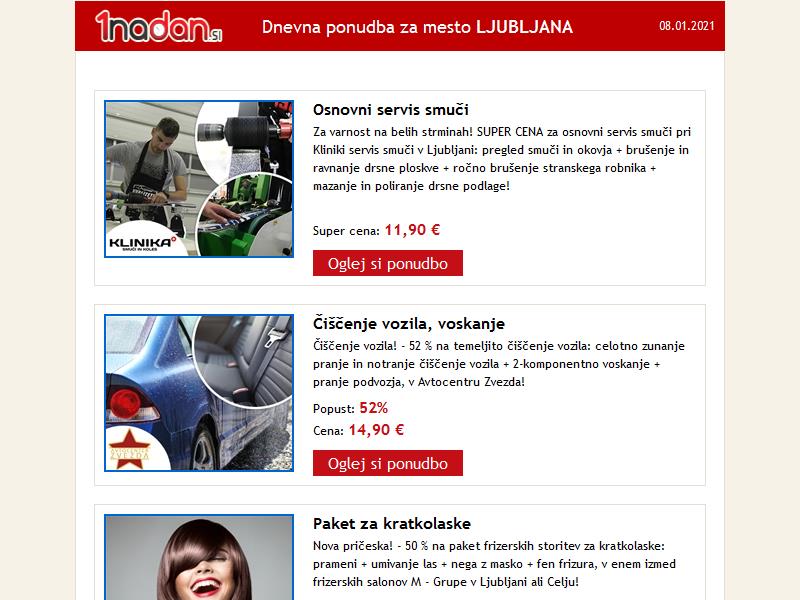 1nadan.si
Dnevna ponudba za mesto LJUBLJANA
08.01.2021
Osnovni servis smuči
Za varnost na belih strminah! SUPER CENA za osnovni servis smuči pri
Kliniki servis smuči v Ljubljani: pregled smuči in okovja + brušenje in
ravnanje drsne ploskve + ročno brušenje stranskega robnika +
mazanje in poliranje drsne podlage!
KLINIKA
SMUČI IN KOLES
Super cena: 11,90 €
Oglej si ponudbo
Čiščenje vozila, voskanje
Čiščenje vozila! - 52 % na temeljito čiščenje vozila: celotno zunanje
pranje in notranje čiščenje vozila + 2-komponentno voskanje +
pranje podvozja, v Avtocentru Zvezda!
AVTOCENTER
ZVEZDA
Popust: 52%
Cena: 14,90 €
Oglej si ponudbo
Paket za kratkolaske
Nova pričeska! - 50 % na paket frizerskih storitev za kratkolaske:
prameni + umivanje las + nega z masko + fen frizura, v enem izmed
frizerskih salonov M - Grupe v Ljubljani ali Celju!